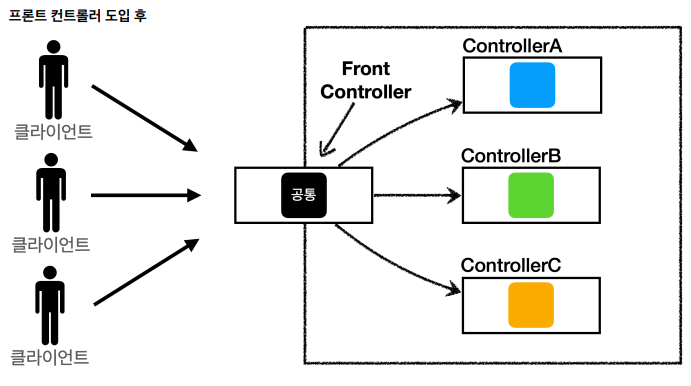 프론트 컨트롤러 도입 후
클라이언트
클라이언트
클라이언트
Front
Controller
공통
ControllerA
ControllerB
ControllerC